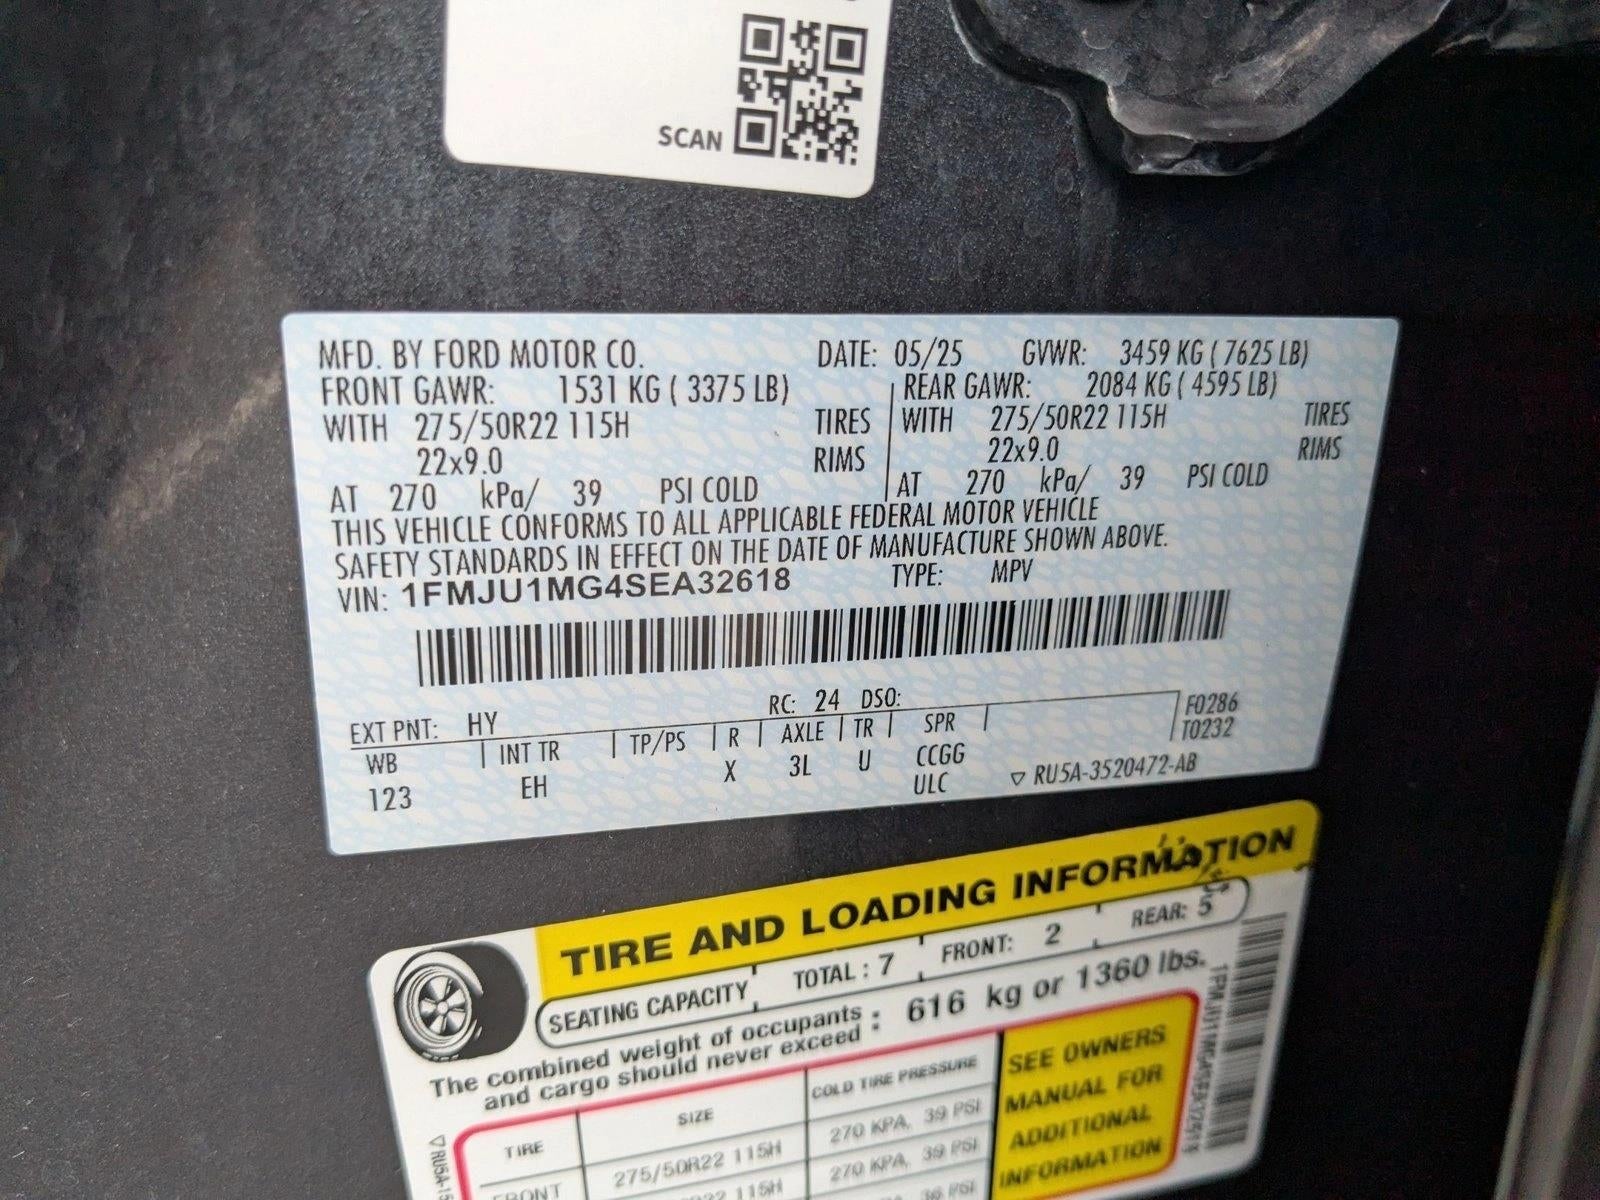 SCAN
MFD. BY FORD MOTOR CO. DATE: 05/25 GVWR: 3459 KG ( 7625 LB)
FRONT GAWR: 1531 KG ( 3375 LB) REAR GAWR: 2084 KG ( 4595 LB)
WITH 275/50R22 115H TIRES WITH 275/50R22 115H TIRES
22x9.0 RIMS 22x9.0 RIMS
AT 270 kPa/ 39 PSI COLD AT 270 kPa/ 39 PSI COLD
THIS VEHICLE CONFORMS TO ALL APPLICABLE FEDERAL MOTOR VEHICLE
SAFETY STANDARDS IN EFFECT ON THE DATE OF MANUFACTURE SHOWN ABOVE.
VIN: 1FMJU1MG4SEA32618 TYPE: MPV
EXT PNT: HY RC: 24 DSO: F0286
WB INT TR TP/PS R AXLE TR SPR T0232
123 EH X 3L U CCGG
ULC ▽ RU5A-3520472-AB
TIRE AND LOADING INFORMATION
SEATING CAPACITY TOTAL : 7 FRONT: 2 REAR: 5
The combined weight of occupants
and cargo should never exceed : 616 kg or 1360 lbs.
TIRE SIZE COLD TIRE PRESSURE
FRONT 275/50R22 115H 270 KPA, 39 PSI
115H 270 KPA, 39 PSI
SEE OWNERS
MANUAL FOR
ADDITIONAL
INFORMATION
1FMJU1MG4SEA32618